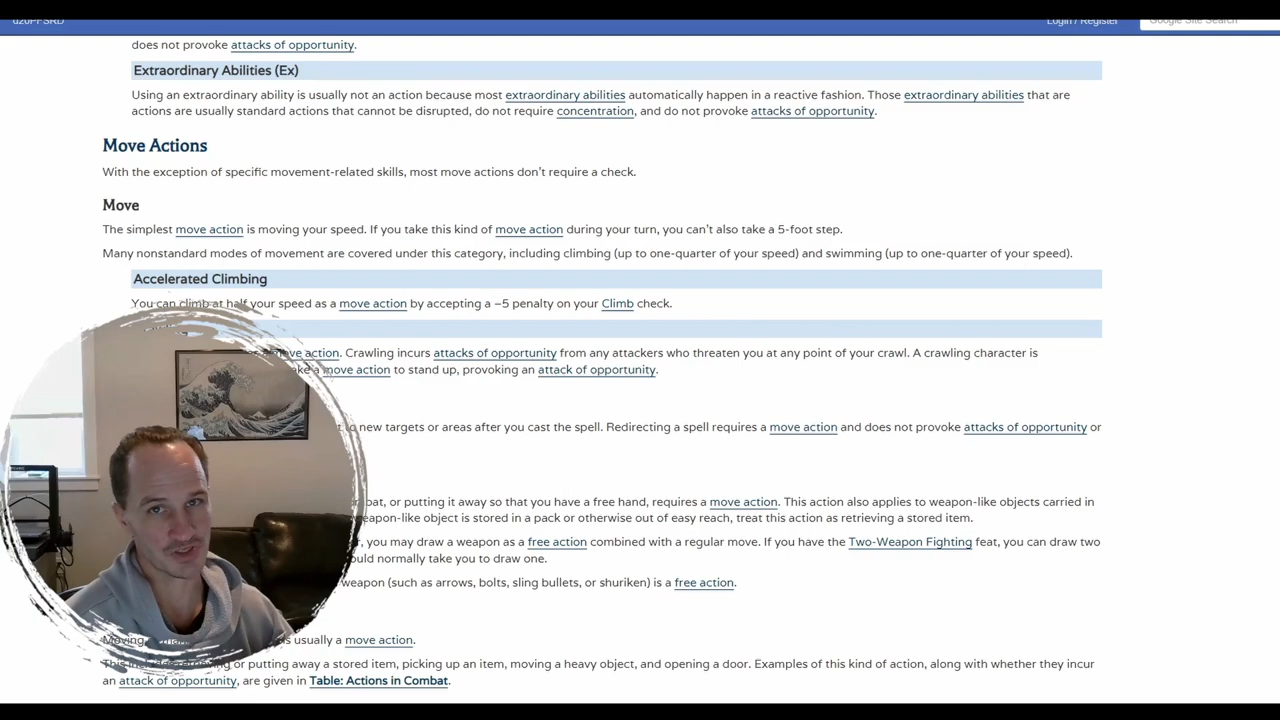 d20PFSRD
Login / Register
Google Site Search
does not provoke attacks of opportunity.
Extraordinary Abilities (Ex)
Using an extraordinary ability is usually not an action because most extraordinary abilities automatically happen in a reactive fashion. Those extraordinary abilities that are
actions are usually standard actions that cannot be disrupted, do not require concentration, and do not provoke attacks of opportunity.
Move Actions
With the exception of specific movement-related skills, most move actions don't require a check.
Move
The simplest move action is moving your speed. If you take this kind of move action during your turn, you can't also take a 5-foot step.
Many nonstandard modes of movement are covered under this category, including climbing (up to one-quarter of your speed) and swimming (up to one-quarter of your speed).
Accelerated Climbing
You can climb at half your speed as a move action by accepting a −5 penalty on your Climb check.
move action. Crawling incurs attacks of opportunity from any attackers who threaten you at any point of your crawl. A crawling character is
move action to stand up, provoking an attack of opportunity.
new targets or areas after you cast the spell. Redirecting a spell requires a move action and does not provoke attacks of opportunity or
or putting it away so that you have a free hand, requires a move action. This action also applies to weapon-like objects carried in
weapon-like object is stored in a pack or otherwise out of easy reach, treat this action as retrieving a stored item.
you may draw a weapon as a free action combined with a regular move. If you have the Two-Weapon Fighting feat, you can draw two
normally take you to draw one.
weapon (such as arrows, bolts, sling bullets, or shuriken) is a free action.
Moving is usually a move action.
This retrieving or putting away a stored item, picking up an item, moving a heavy object, and opening a door. Examples of this kind of action, along with whether they incur
an attack of opportunity, are given in Table: Actions in Combat.